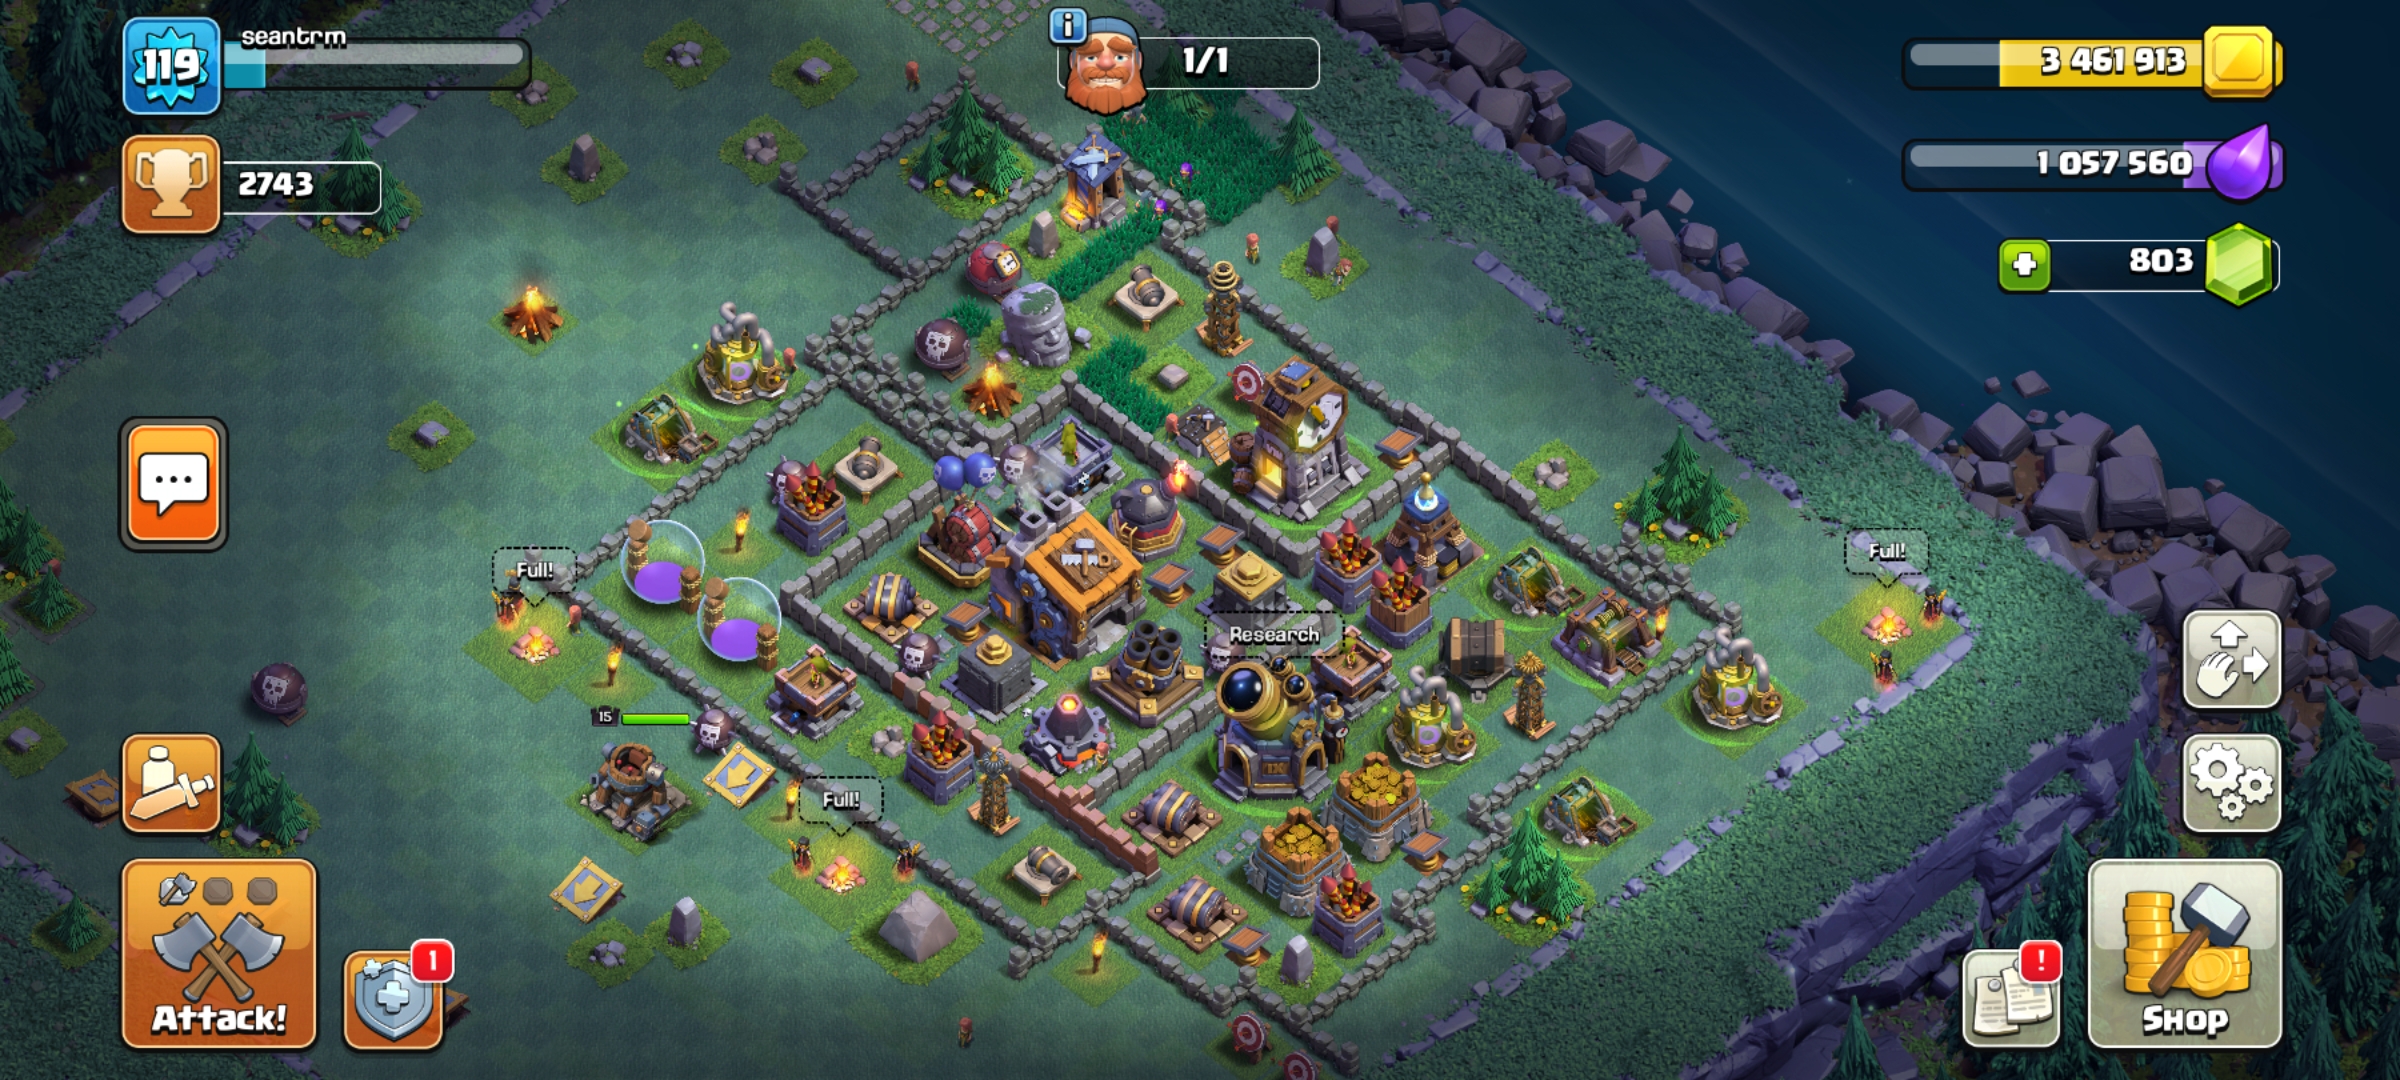 119
seantrm
1/1
3 461 913
2743
1 057 560
803
Full!
Full!
Research
15
Full!
IX
1
!
Attack!
Shop